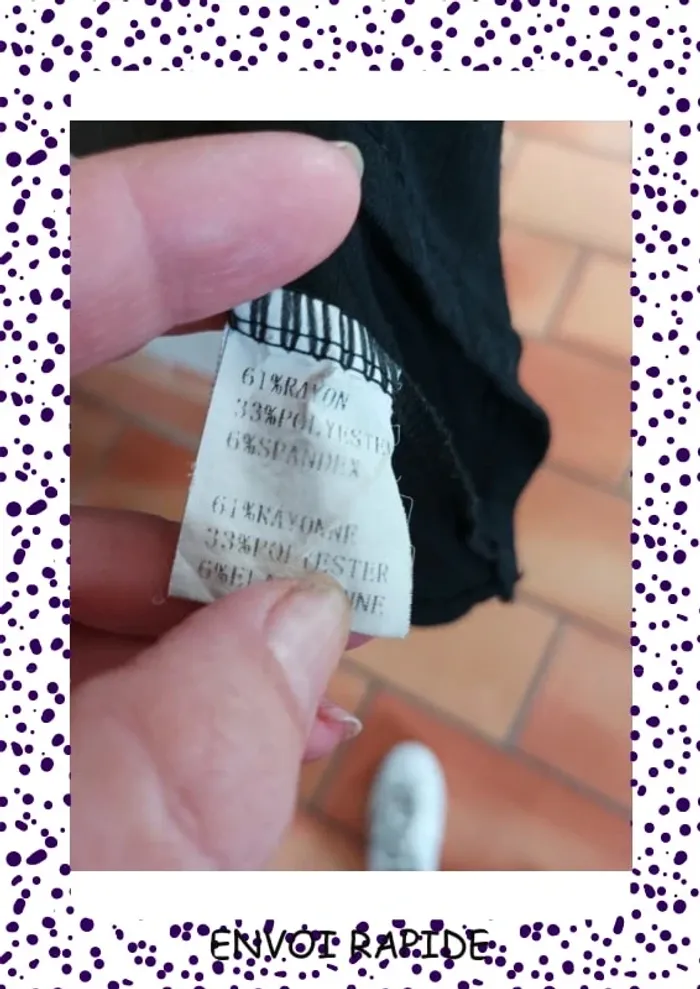 61%RAYON
33%POLYESTER
6%SPANDEX
61%RAYONNE
33%POLYESTER
ENVOI RAPIDE